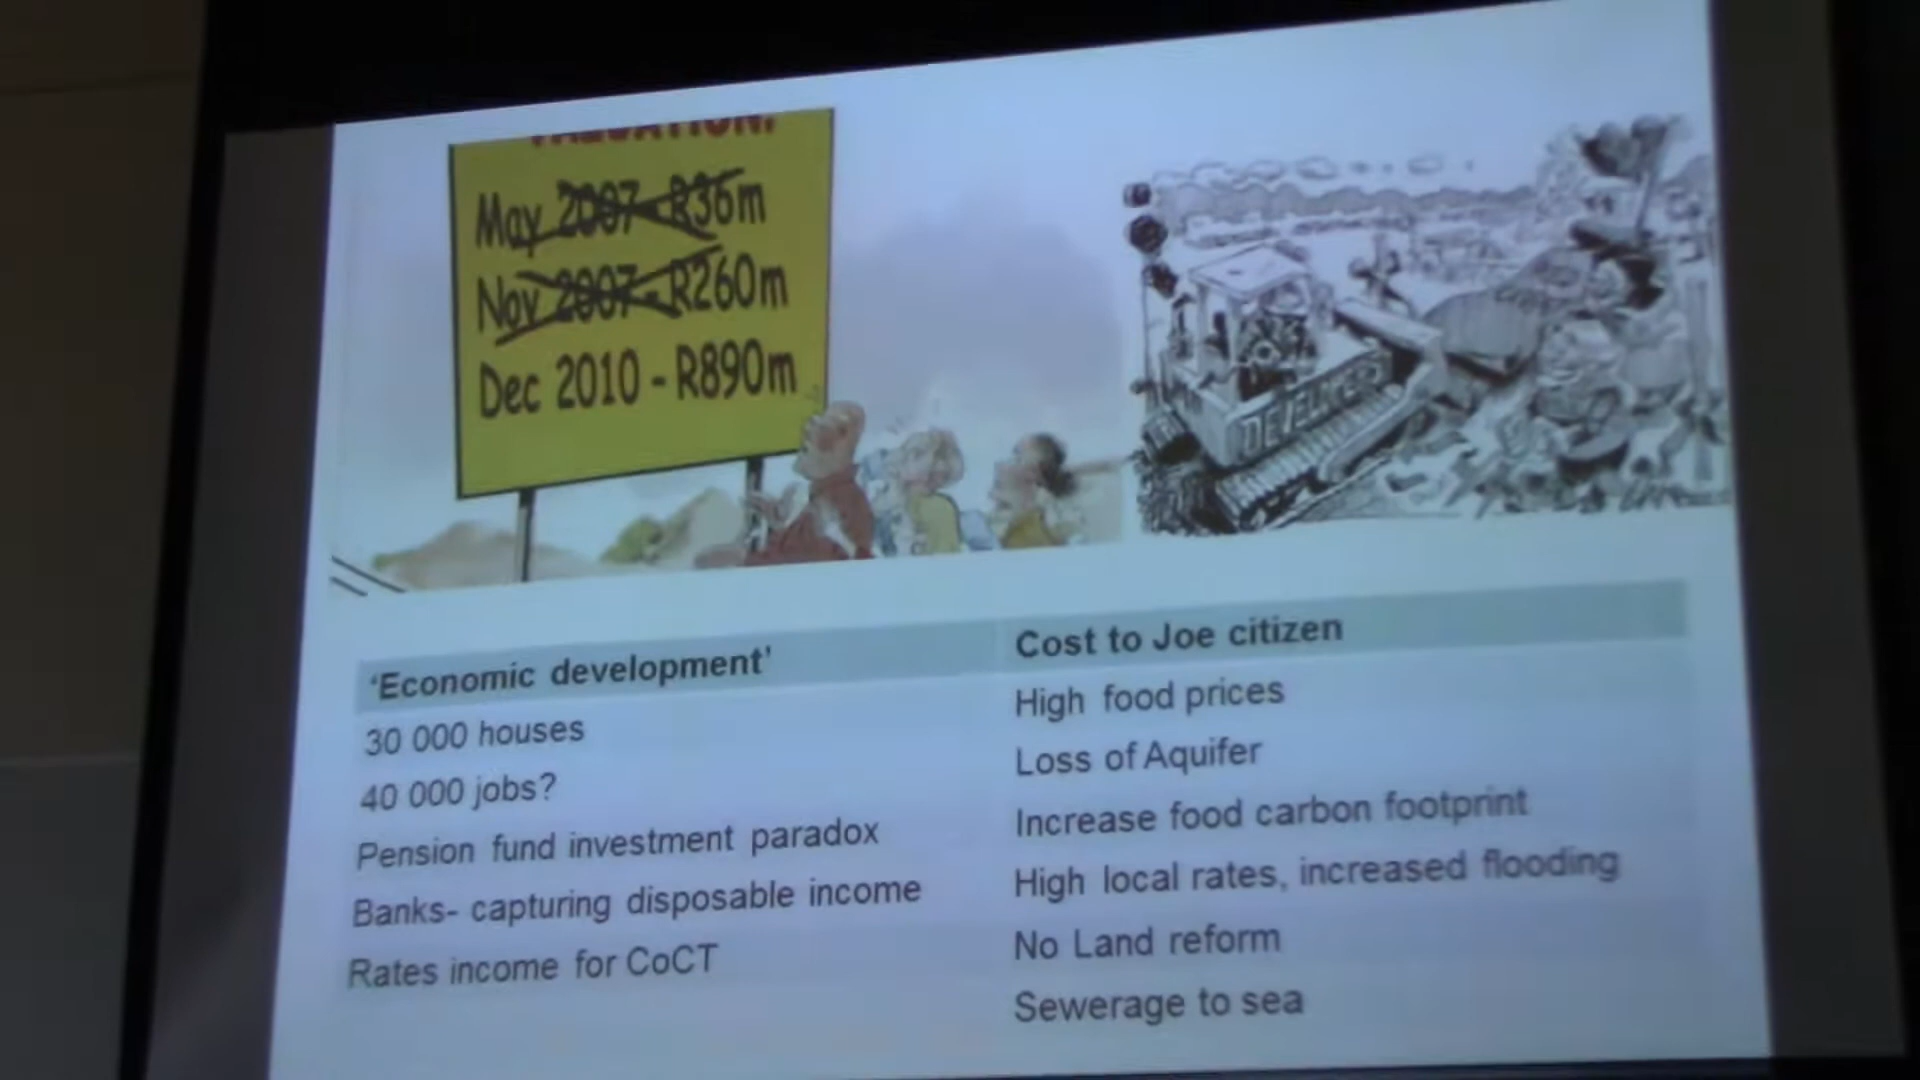 VALUATION:
May 2007 - R36m
Nov 2007 - R260m
Dec 2010 - R890m
DEVELOPER
'Economic development'
30 000 houses
40 000 jobs?
Pension fund investment paradox
Banks- capturing disposable income
Rates income for CoCT
Cost to Joe citizen
High food prices
Loss of Aquifer
Increase food carbon footprint
High local rates, increased flooding
No Land reform
Sewerage to sea